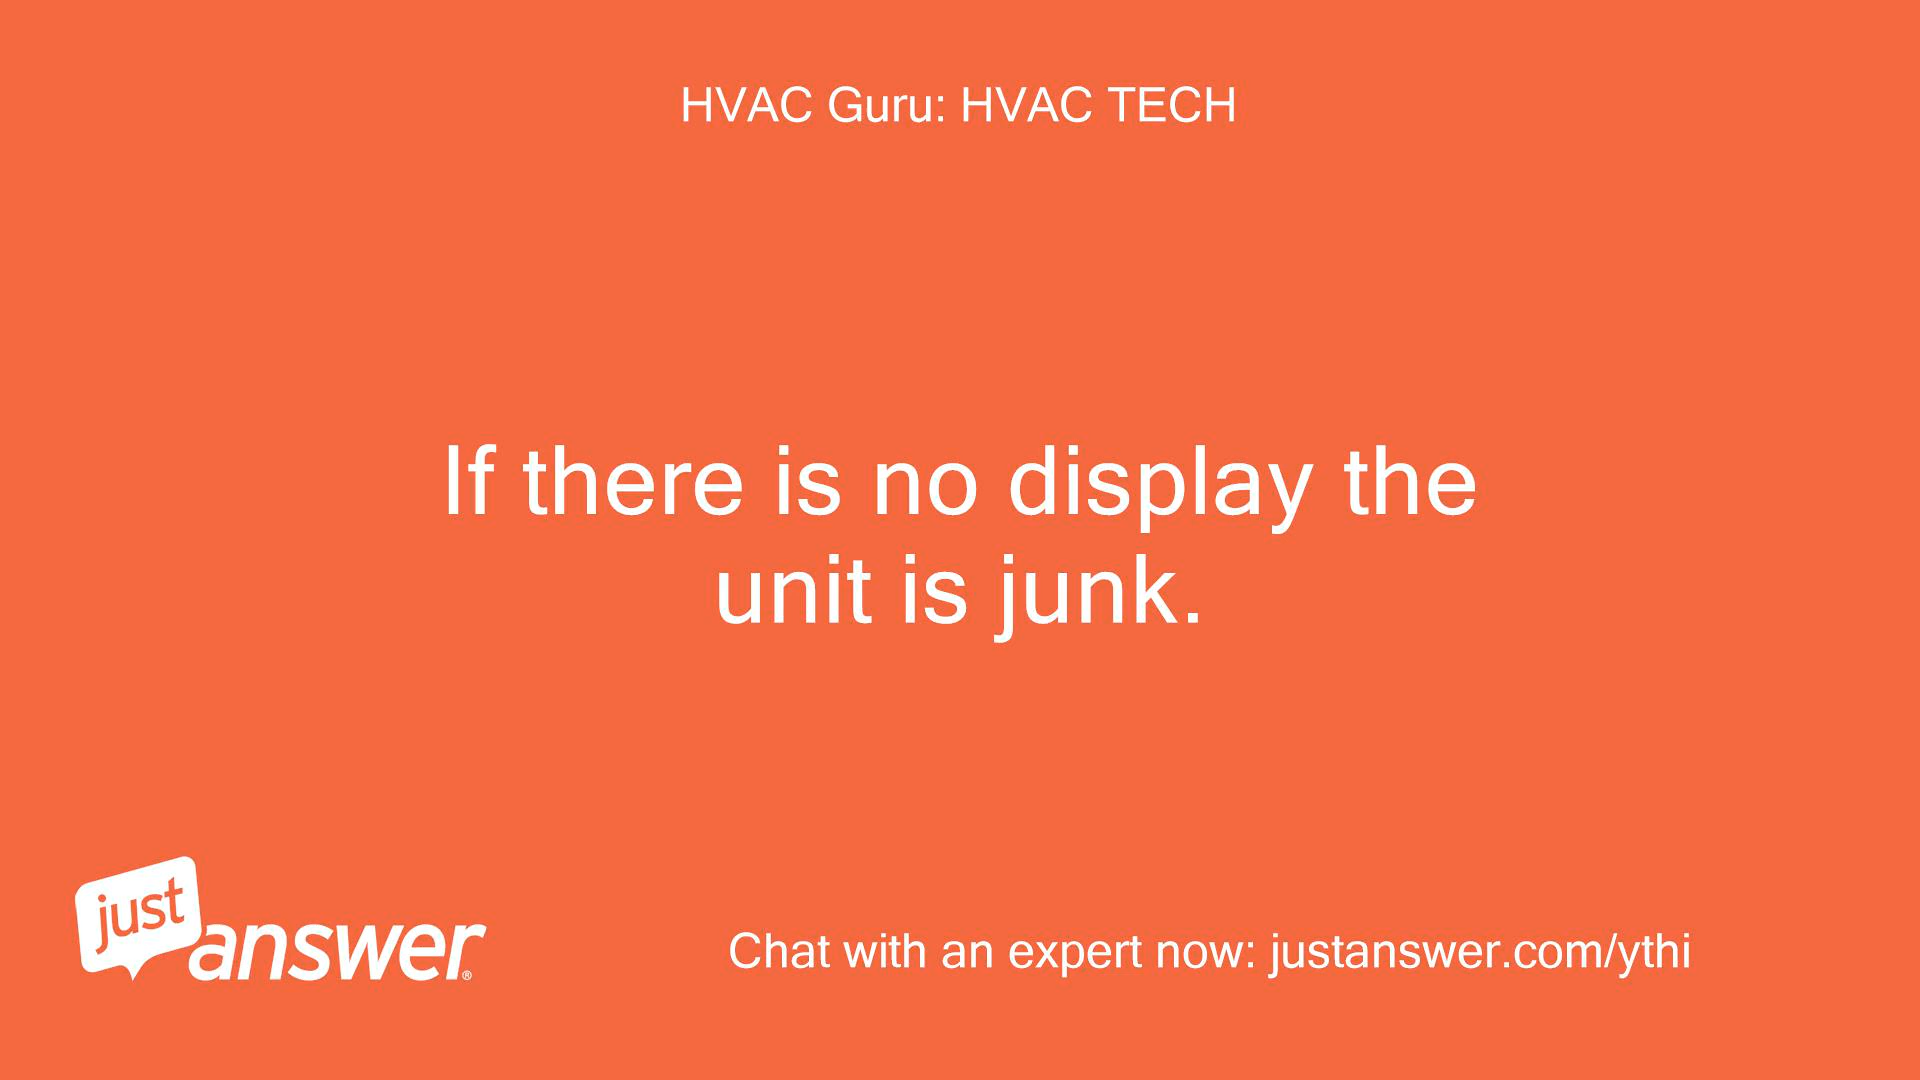 HVAC Guru: HVAC TECH
If there is no display the
unit is junk.
just
answer®
Chat with an expert now: justanswer.com/ythi